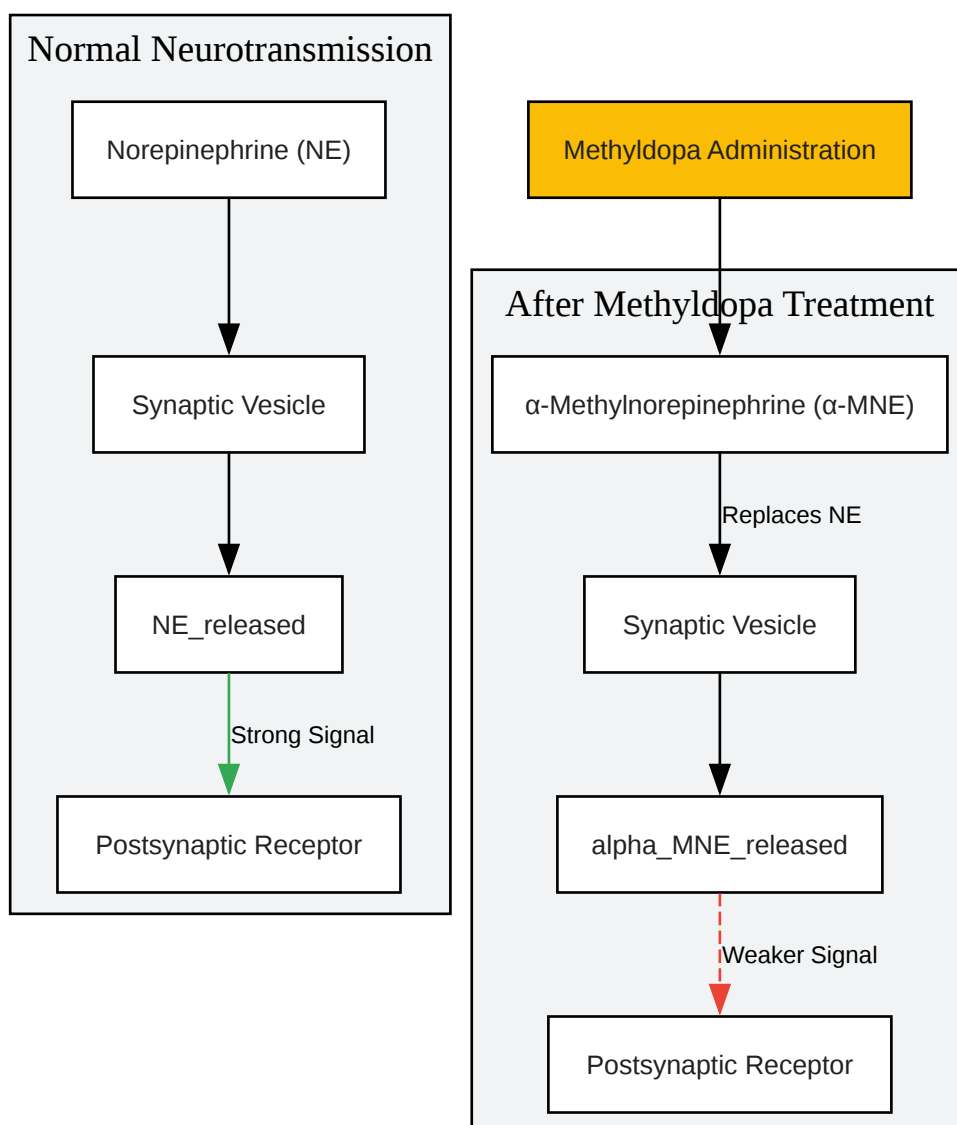 Normal Neurotransmission
Norepinephrine (NE)
Synaptic Vesicle
NE_released
Strong Signal
Postsynaptic Receptor
Methyldopa Administration
After Methyldopa Treatment
α-Methylnorepinephrine (α-MNE)
Replaces NE
Synaptic Vesicle
alpha_MNE_released
Weaker Signal
Postsynaptic Receptor